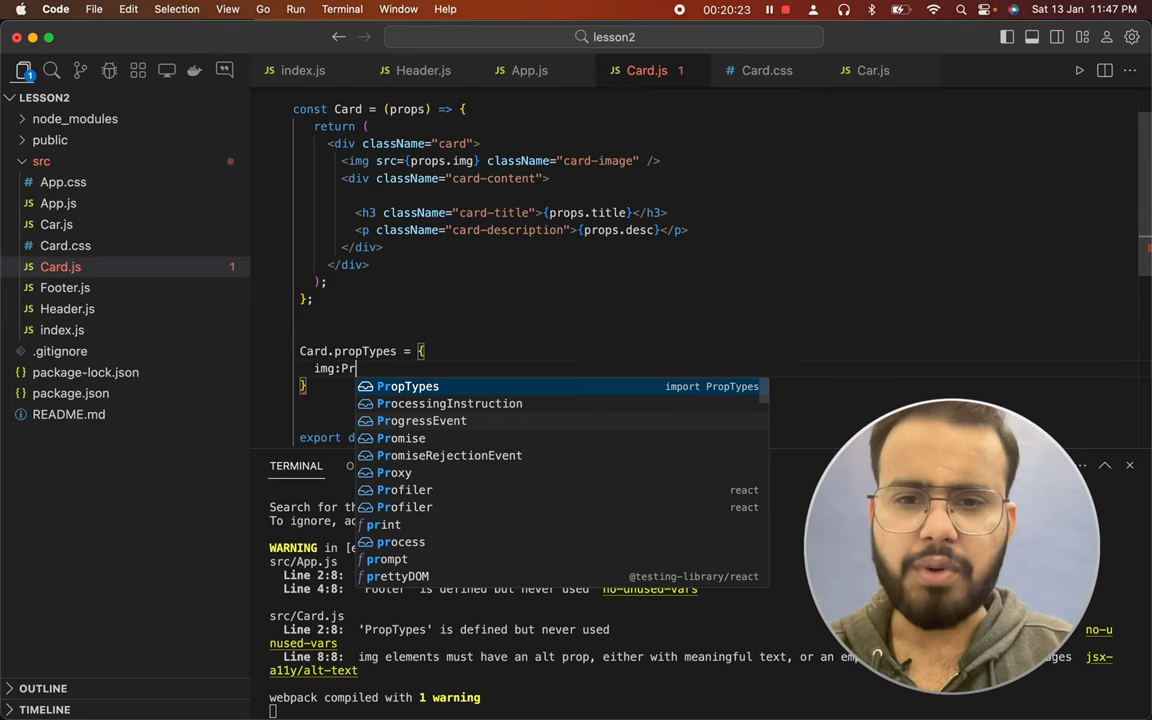 Code File Edit Selection View Go Run Terminal Window Help 00:20:23 Sat 13 Jan 11:47 PM
lesson2
1
index.js Header.js App.js Card.js 1 Card.css Car.js
LESSON2
node_modules
public
src
App.css
App.js
Car.js
Card.css
Card.js 1
Footer.js
Header.js
index.js
.gitignore
package-lock.json
package.json
README.md
OUTLINE
TIMELINE
const Card = (props) => {
return (
<div className="card">
<img src={props.img} className="card-image" />
<div className="card-content">
<h3 className="card-title">{props.title}</h3>
<p className="card-description">{props.desc}</p>
</div>
</div>
);
};
Card.propTypes = {
img:Pr
}
export d
PropTypes import PropTypes
ProcessingInstruction
ProgressEvent
Promise
PromiseRejectionEvent
Proxy
Profiler react
Profiler react
print
process
prompt
prettyDOM @testing-library/react
TERMINAL O
Search for th
To ignore, ad
WARNING in [e
src/App.js
Line 2:8:
Line 4:8: 'Footer' is defined but never used no-unused-vars
src/Card.js
Line 2:8: 'PropTypes' is defined but never used no-u
nused-vars
Line 8:8: img elements must have an alt prop, either with meaningful text, or an emp ages jsx-
a11y/alt-text
webpack compiled with 1 warning